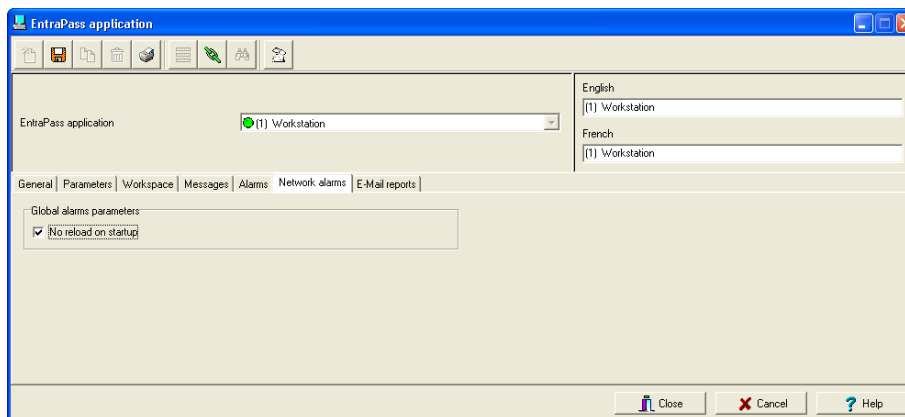 EntraPass application
EntraPass application
(1) Workstation
English
(1) Workstation
French
(1) Workstation
General Parameters Workspace Messages Alarms Network alarms E-Mail reports
Global alarms parameters
No reload on startup
Close Cancel Help